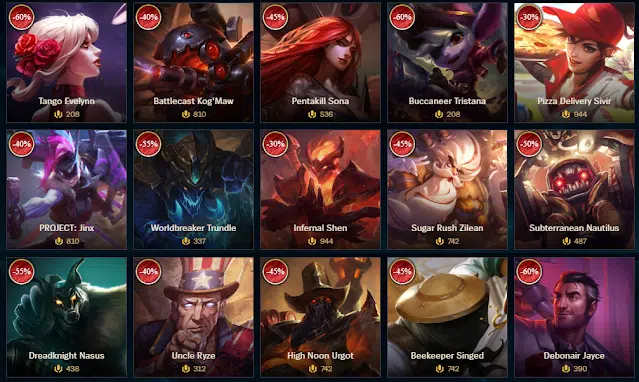 -60%
Tango Evelynn
208
-40%
Battlecast Kog'Maw
810
-45%
Pentakill Sona
536
-60%
Buccaneer Tristana
208
-30%
Pizza Delivery Sivir
944
-40%
PROJECT: Jinx
810
-35%
Worldbreaker Trundle
337
-30%
Infernal Shen
944
-45%
Sugar Rush Zilean
742
-50%
Subterranean Nautilus
487
-55%
Dreadknight Nasus
438
-40%
Uncle Ryze
312
-45%
High Noon Urgot
742
-45%
Beekeeper Singed
742
-60%
Debonair Jayce
390